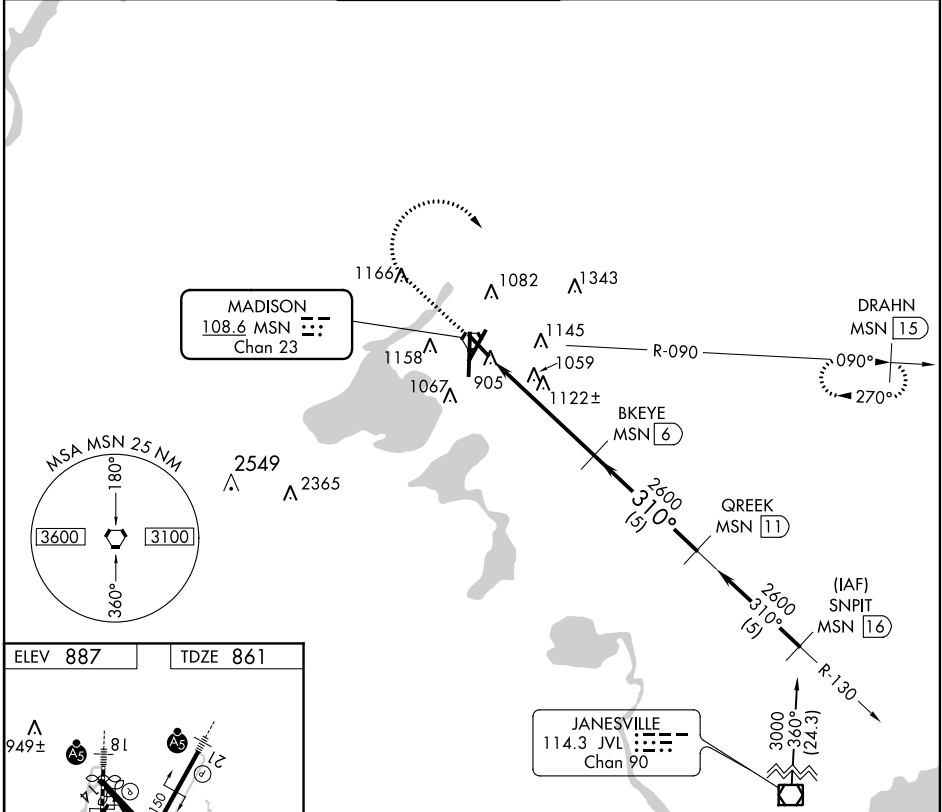 1166
1082
1343
MADISON
108.6 MSN
Chan 23
DRAHN
MSN 15
1145
R-090
090°
1158
905
1059
270°
1067
1122±
BKEYE
MSN 6
MSA MSN 25 NM
180°
2549
2365
2600
310°
(5)
QREEK
MSN 11
3600
3100
360°
2600
310°
(5)
(IAF)
SNPIT
MSN 16
ELEV 887
TDZE 861
R-130
949±
A5
18
A5
21
P
JANESVILLE
114.3 JVL
Chan 90
3000
360°
(24.3)
14
P
150